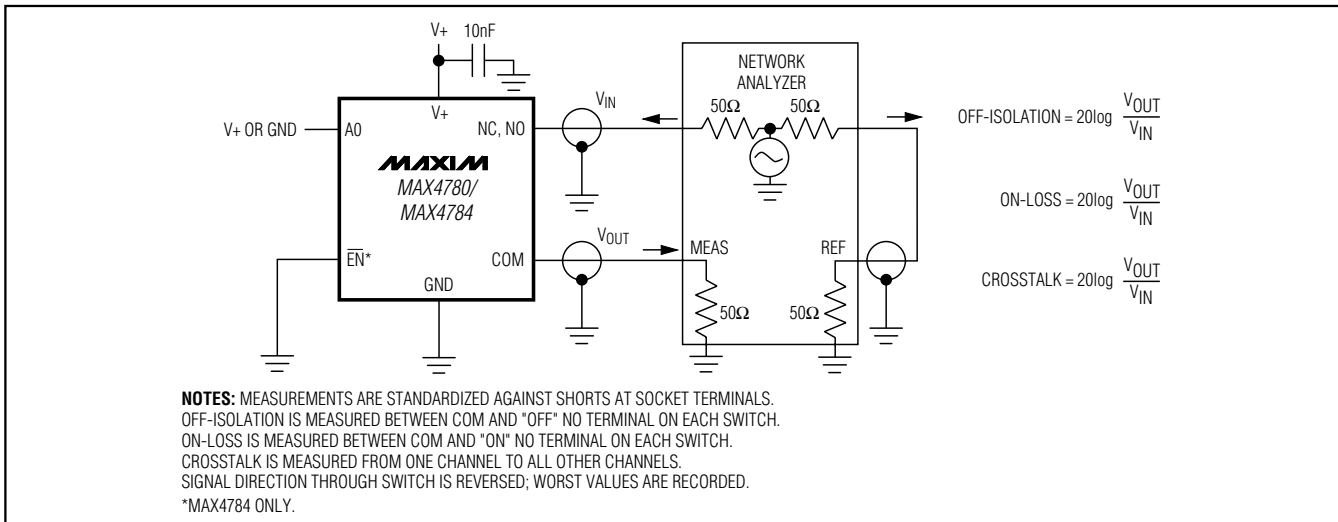 V+ 10nF
V+ OR GND
A0
V+
NC, NO
MAXIM
MAX4780/
MAX4784
EN*
COM
GND
VIN
VOUT
NETWORK
ANALYZER
50Ω 50Ω
MEAS REF
50Ω 50Ω
OFF-ISOLATION = 20log VOUT/VIN
ON-LOSS = 20log VOUT/VIN
CROSSTALK = 20log VOUT/VIN
NOTES: MEASUREMENTS ARE STANDARDIZED AGAINST SHORTS AT SOCKET TERMINALS.
OFF-ISOLATION IS MEASURED BETWEEN COM AND "OFF" NO TERMINAL ON EACH SWITCH.
ON-LOSS IS MEASURED BETWEEN COM AND "ON" NO TERMINAL ON EACH SWITCH.
CROSSTALK IS MEASURED FROM ONE CHANNEL TO ALL OTHER CHANNELS.
SIGNAL DIRECTION THROUGH SWITCH IS REVERSED; WORST VALUES ARE RECORDED.
*MAX4784 ONLY.